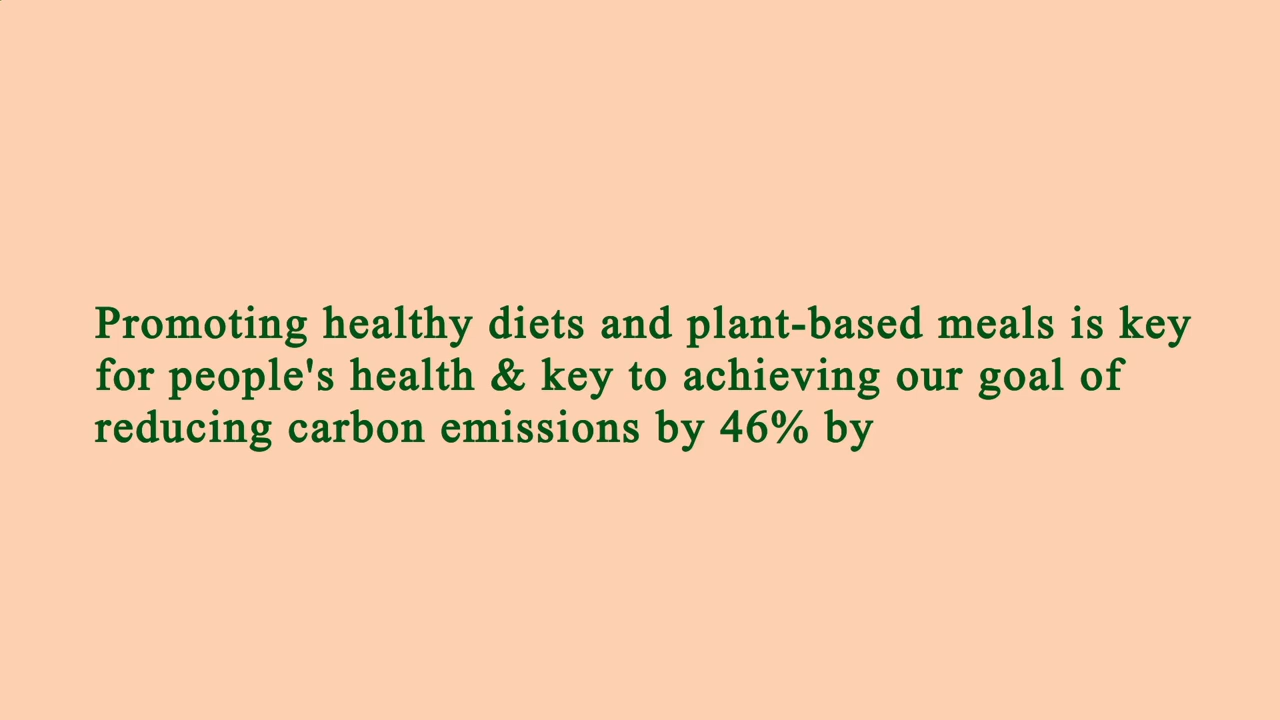 Promoting healthy diets and plant-based meals is key
for people's health & key to achieving our goal of
reducing carbon emissions by 46% by